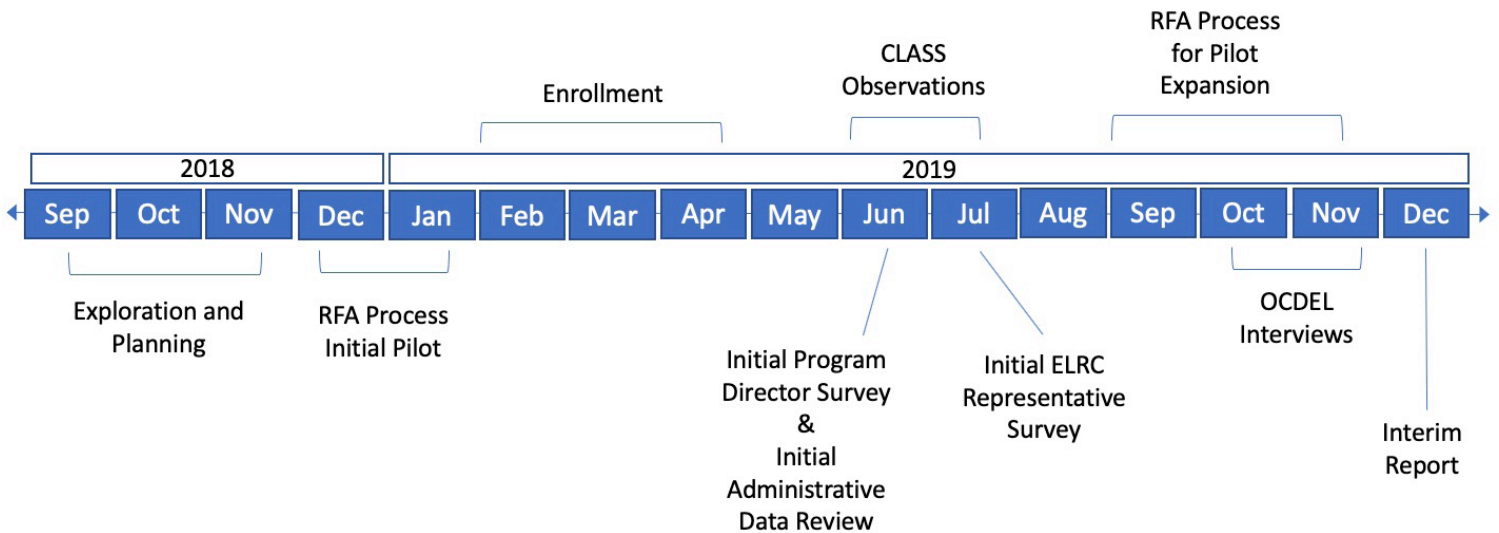 RFA Process
for Pilot
Expansion
CLASS
Observations
Enrollment
2018
2019
Sep
Oct
Nov
Dec
Jan
Feb
Mar
Apr
May
Jun
Jul
Aug
Sep
Oct
Nov
Dec
Exploration and
Planning
RFA Process
Initial Pilot
Initial Program
Director Survey
&
Initial
Administrative
Data Review
Initial ELRC
Representative
Survey
OCDEL
Interviews
Interim
Report